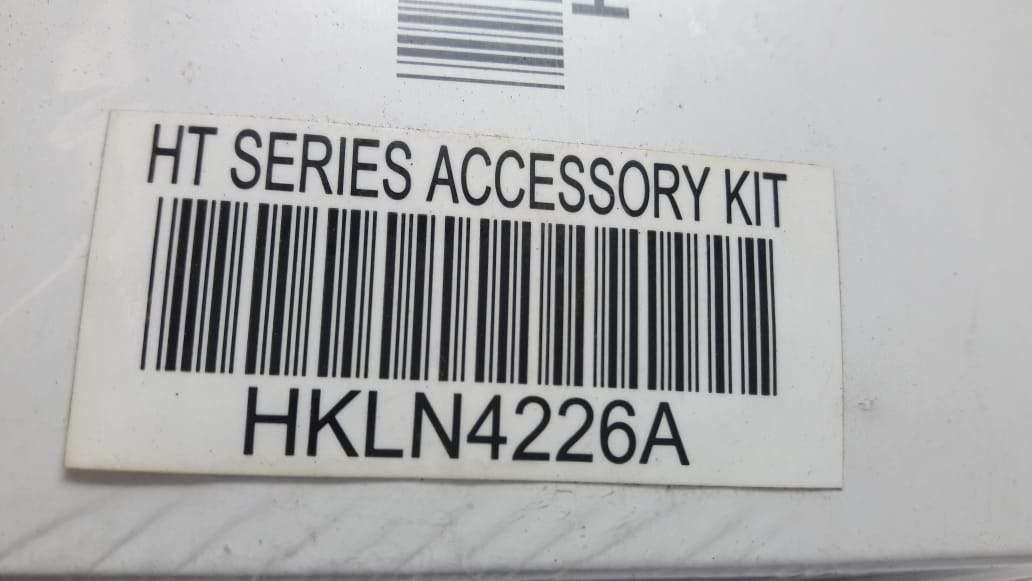 HT SERIES ACCESSORY KIT
HKLN4226A